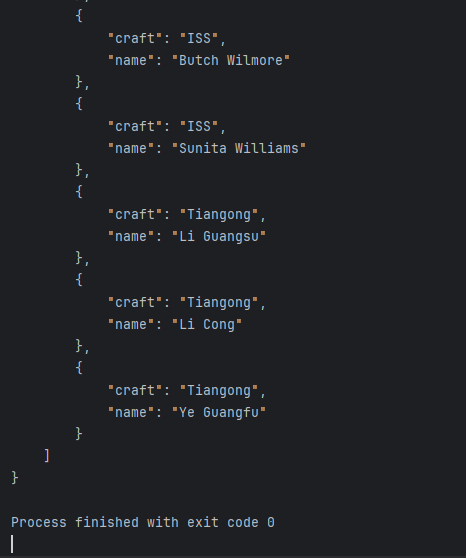 {
"craft": "ISS",
"name": "Butch Wilmore"
},
{
"craft": "ISS",
"name": "Sunita Williams"
},
{
"craft": "Tiangong",
"name": "Li Guangsu"
},
{
"craft": "Tiangong",
"name": "Li Cong"
},
{
"craft": "Tiangong",
"name": "Ye Guangfu"
}
]
}
Process finished with exit code 0